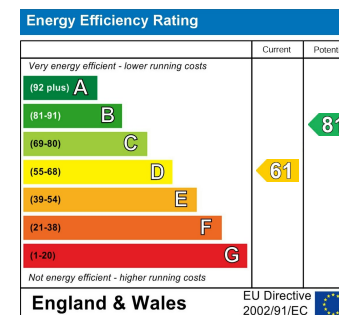 Energy Efficiency Rating
Current Potent
Very energy efficient - lower running costs
(92 plus) A
(81-91) B
81
(69-80) C
(55-68) D
61
(39-54) E
(21-38) F
(1-20) G
Not energy efficient - higher running costs
England & Wales
EU Directive
2002/91/EC